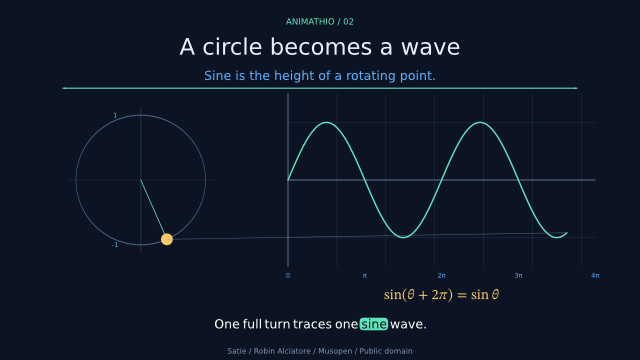 ANIMATHIO / 02
A circle becomes a wave
Sine is the height of a rotating point.
1
-1
0 π 2π 3π 4π
sin(θ + 2π) = sin θ
One full turn traces one sine wave.
Satie / Robin Alciatore / Musopen / Public domain